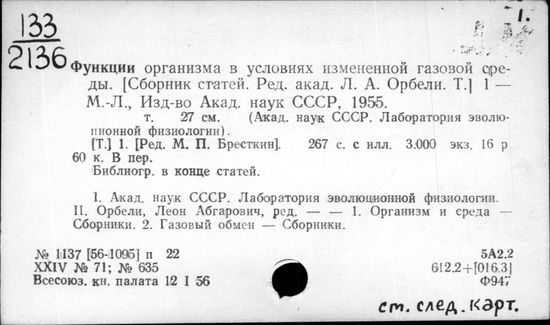 133
2136
1.
Функции организма в условиях измененной газовой сре-
ды. [Сборник статей. Ред. акад. Л. А. Орбели. Т.] 1 —
М.-Л., Изд-во Акад. наук СССР, 1955.
т. 27 см. (Акад. наук СССР. Лаборатория эволю-
ционной физиологии).
[Т.] 1. [Ред. М. П. Бресткин]. 267 с. с илл. 3.000 экз. 16 р
60 к. В пер.
Библиогр. в конце статей.
I. Акад. наук СССР. Лаборатория эволюционной физиологии.
II. Орбели, Леон Абгарович, ред. — — 1. Организм и среда —
Сборники. 2. Газовый обмен — Сборники.
№ 1137 [56-1095] п 22 5А2.2
XXIV № 71; № 635 612.2+[016.3]
Всесоюз. кн. палата 12 I 56 Ф947
ст. след. карт.